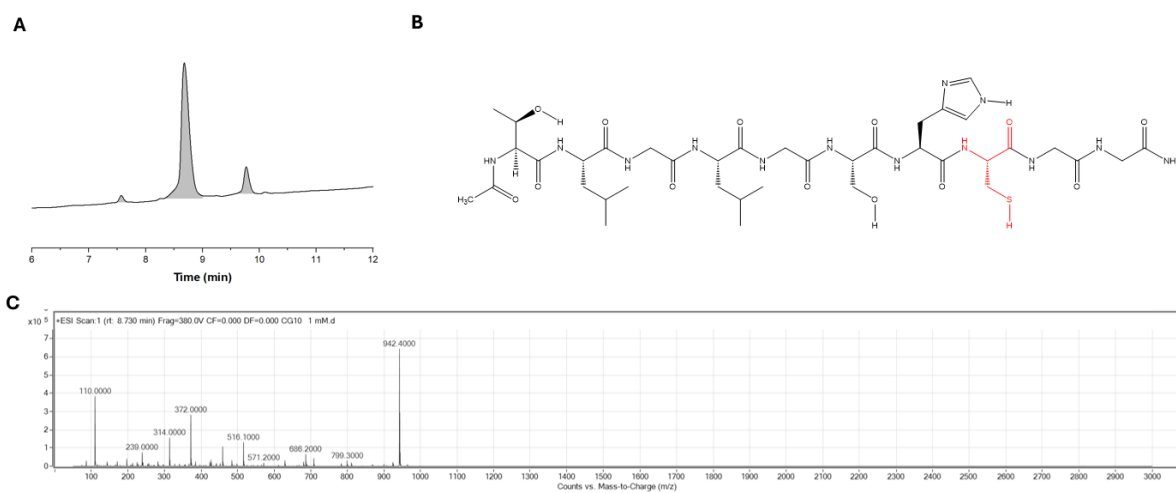 A
6 7 8 9 10 11 12
Time (min)
B
H₃C
O
NH
H
O
H
O
H
N
O
NH
O
H
N
O
NH
O
H
N
O
H
O
NH
N
N
H
O
H
N
O
S
H
NH
O
H
N
O
NH
C
x10 5
+ESI Scan:1 (rt: 8.730 min) Frag=380.0V CF=0.000 DF=0.000 CG10 1 mM.d
7
6
5
4
3
2
1
0
942.4000
110.0000
372.0000
314.0000
516.1000
239.0000
686.2000
571.2000
799.3000
100 200 300 400 500 600 700 800 900 1000 1100 1200 1300 1400 1500 1600 1700 1800 1900 2000 2100 2200 2300 2400 2500 2600 2700 2800 2900 3000
Counts vs. Mass-to-Charge (m/z)